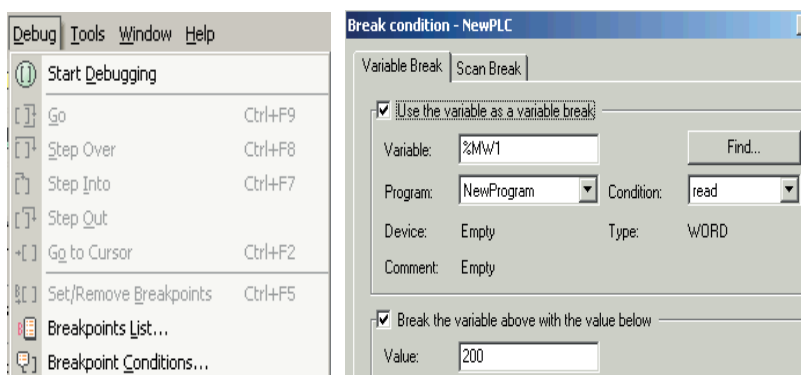 Debug Tools Window Help
Start Debugging
Go Ctrl+F9
Step Over Ctrl+F8
Step Into Ctrl+F7
Step Out
Go to Cursor Ctrl+F2
Set/Remove Breakpoints Ctrl+F5
Breakpoints List...
Breakpoint Conditions...
Break condition - NewPLC
Variable Break Scan Break
Use the variable as a variable break
Variable: %MW1 Find...
Program: NewProgram Condition: read
Device: Empty Type: WORD
Comment: Empty
Break the variable above with the value below
Value: 200